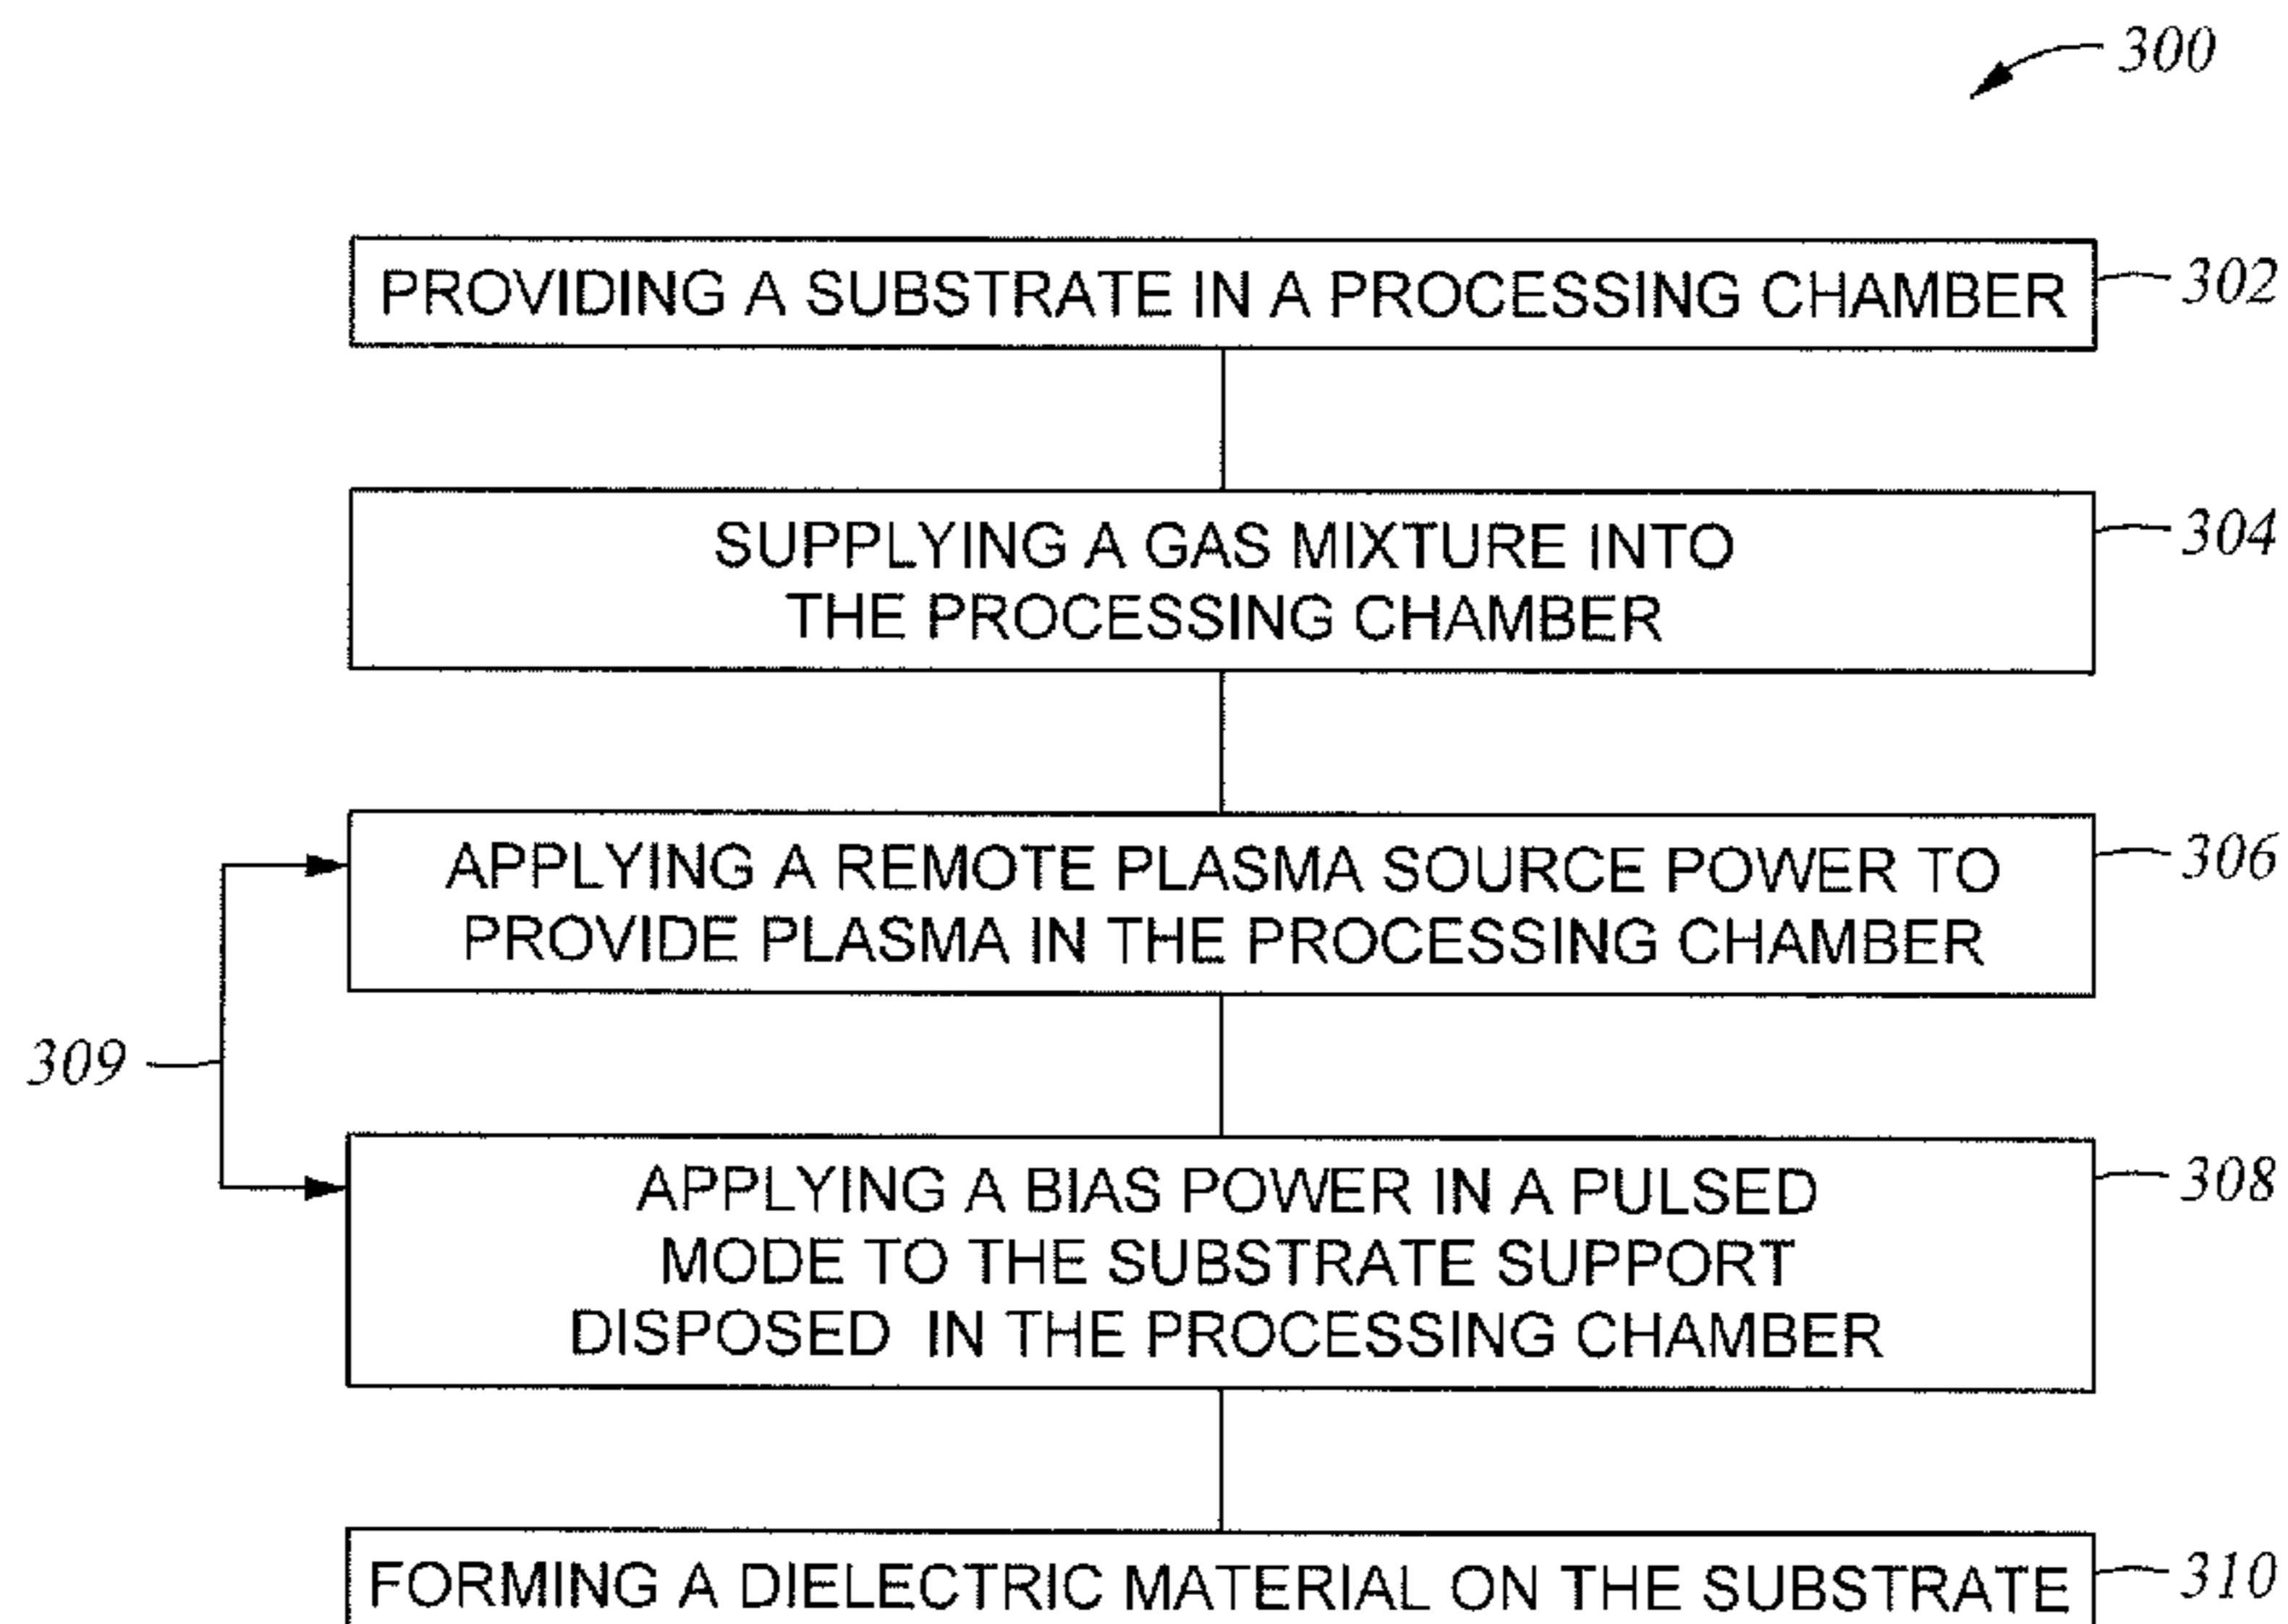 300
PROVIDING A SUBSTRATE IN A PROCESSING CHAMBER
302
SUPPLYING A GAS MIXTURE INTO
THE PROCESSING CHAMBER
304
APPLYING A REMOTE PLASMA SOURCE POWER TO
PROVIDE PLASMA IN THE PROCESSING CHAMBER
306
309
APPLYING A BIAS POWER IN A PULSED
MODE TO THE SUBSTRATE SUPPORT
DISPOSED IN THE PROCESSING CHAMBER
308
FORMING A DIELECTRIC MATERIAL ON THE SUBSTRATE
310